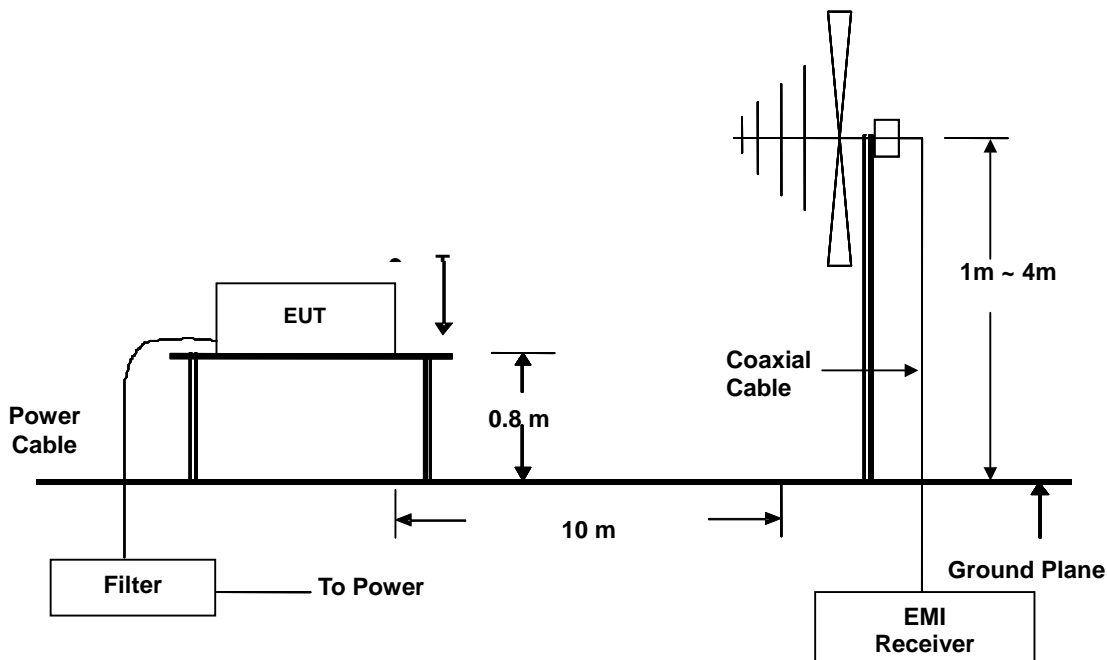 1m ~ 4m
EUT
Coaxial
Cable
0.8 m
Power
Cable
10 m
Ground Plane
Filter
To Power
EMI
Receiver